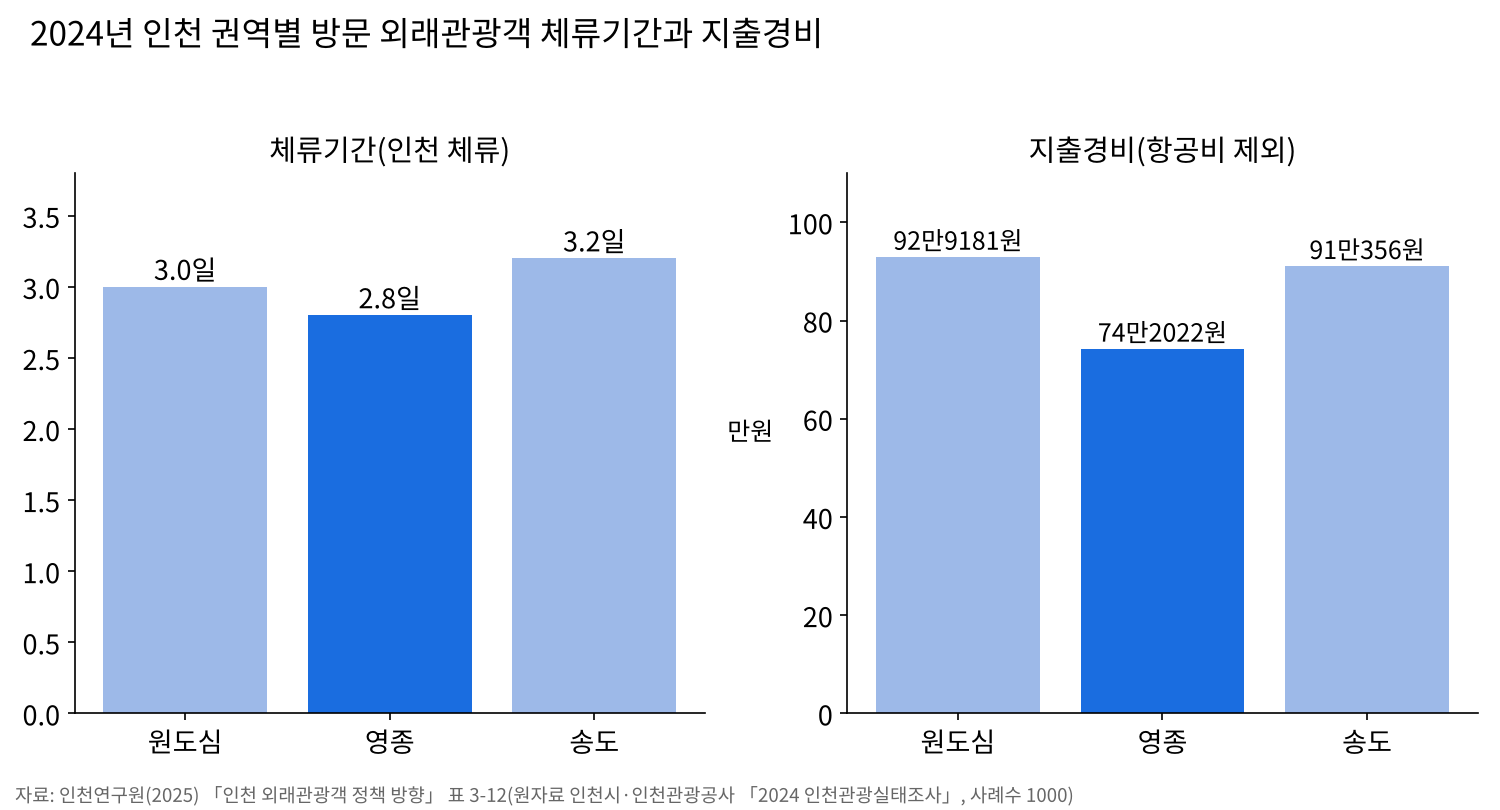 2024년 인천 권역별 방문 외래관광객 체류기간과 지출경비
체류기간(인천 체류)
3.5
3.0
2.5
2.0
1.5
1.0
0.5
0.0
3.0일
2.8일
3.2일
원도심
영종
송도
지출경비(항공비 제외)
만원
100
80
60
40
20
0
92만9181원
74만2022원
91만356원
원도심
영종
송도
자료: 인천연구원(2025) 「인천 외래관광객 정책 방향」 표 3-12(원자료 인천시·인천관광공사 「2024 인천관광실태조사」, 사례수 1000)